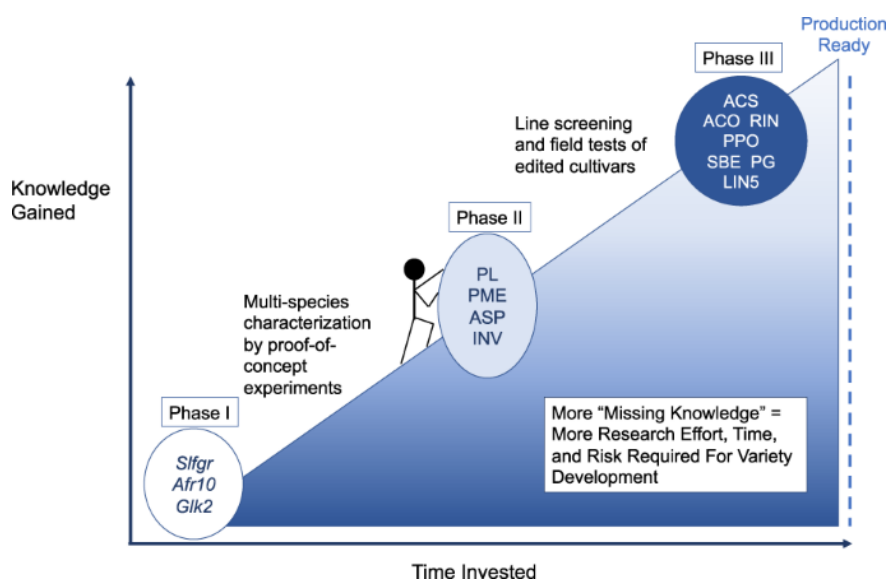 Production
Ready
Phase III
ACS
ACO RIN
PPO
SBE PG
LIN5
Line screening
and field tests of
edited cultivars
Knowledge
Gained
Phase II
PL
PME
ASP
INV
Multi-species
characterization
by proof-of-
concept
experiments
Phase I
Slfgr
Afr10
Glk2
More “Missing Knowledge” =
More Research Effort, Time,
and Risk Required For Variety
Development
Time Invested